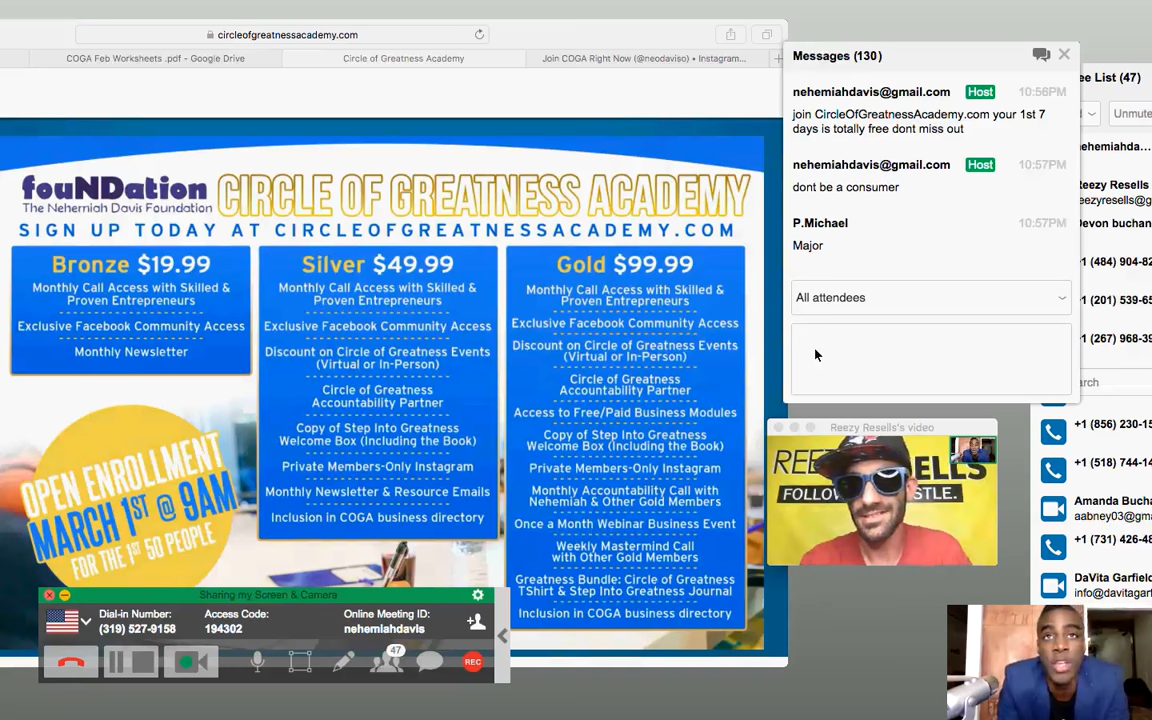 circleofgreatnessacademy.com
COGA Feb Worksheets .pdf - Google Drive
Circle of Greatness Academy
Join COGA Right Now (@neodaviso) • Instagram...
fouNDation
The Nehemiah Davis Foundation
CIRCLE OF GREATNESS ACADEMY
SIGN UP TODAY AT CIRCLEOFGREATNESSACADEMY.COM
Bronze $19.99
Monthly Call Access with Skilled &
Proven Entrepreneurs
Exclusive Facebook Community Access
Monthly Newsletter
Silver $49.99
Monthly Call Access with Skilled &
Proven Entrepreneurs
Exclusive Facebook Community Access
Discount on Circle of Greatness Events
(Virtual or In-Person)
Circle of Greatness
Accountability Partner
Copy of Step Into Greatness
Welcome Box (Including the Book)
Private Members-Only Instagram
Monthly Newsletter & Resource Emails
Inclusion in COGA business directory
Gold $99.99
Monthly Call Access with Skilled &
Proven Entrepreneurs
Exclusive Facebook Community Access
Discount on Circle of Greatness Events
(Virtual or In-Person)
Circle of Greatness
Accountability Partner
Access to Free/Paid Business Modules
Copy of Step Into Greatness
Welcome Box (Including the Book)
Private Members-Only Instagram
Monthly Accountability Call with
Nehemiah & Other Gold Members
Once a Month Webinar Business Event
Weekly Mastermind Call
with Other Gold Members
Greatness Bundle: Circle of Greatness
TShirt & Step Into Greatness Journal
Inclusion in COGA business directory
OPEN ENROLLMENT
MARCH 1ST @ 9AM
FOR THE 1ST 50 PEOPLE
Sharing my Screen & Camera
Dial-in Number:
(319) 527-9158
Access Code:
194302
Online Meeting ID:
nehemiahdavis
47
REC
Messages (130)
nehemiahdavis@gmail.com Host 10:56PM
join CircleOfGreatnessAcademy.com your 1st 7
days is totally free dont miss out
nehemiahdavis@gmail.com Host 10:57PM
dont be a consumer
P.Michael 10:57PM
Major
All attendees
Reezy Resells's video
REEZY RESELLS
FOLLOW
STLE.
ee List (47)
Unmute
ehemiahda...
Reezy Resells
eezyresells@g
Devon buchan
+1 (484) 904-82
+1 (201) 539-65
+1 (267) 968-39
arch
+1 (856) 230-15
+1 (518) 744-14
Amanda Bucha
aabney03@gma
+1 (731) 426-48
DaVita Garfield
info@davitagarf